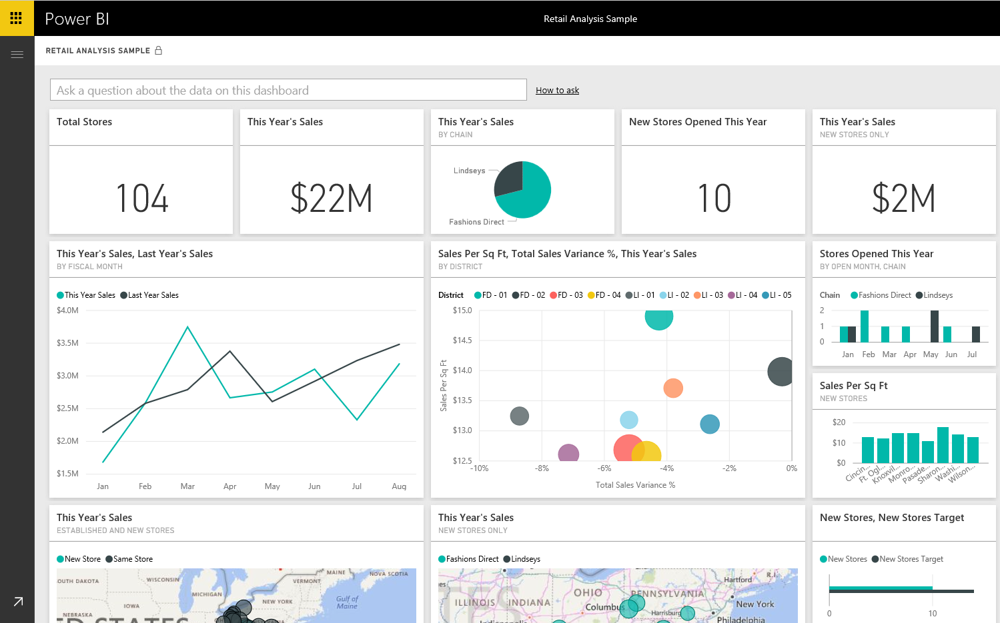 Power BI
Retail Analysis Sample
RETAIL ANALYSIS SAMPLE
Ask a question about the data on this dashboard
How to ask
Total Stores
104
This Year's Sales
$22M
This Year's Sales
BY CHAIN
Lindseys
Fashions Direct
New Stores Opened This Year
10
This Year's Sales
NEW STORES ONLY
$2M
This Year's Sales, Last Year's Sales
BY FISCAL MONTH
This Year Sales Last Year Sales
$4.0M
$3.5M
$3.0M
$2.5M
$2.0M
$1.5M
Jan Feb Mar Apr May Jun Jul Aug
Sales Per Sq Ft, Total Sales Variance %, This Year's Sales
BY DISTRICT
District FD - 01 FD - 02 FD - 03 FD - 04 LI - 01 LI - 02 LI - 03 LI - 04 LI - 05
Sales Per Sq Ft
$15.0
$14.5
$14.0
$13.5
$13.0
$12.5
-10% -8% -6% -4% -2% 0%
Total Sales Variance %
Stores Opened This Year
BY OPEN MONTH, CHAIN
Chain Fashions Direct Lindseys
2
1
0
Jan Feb Mar Apr May Jun Jul
Sales Per Sq Ft
NEW STORES
$20
$10
$0
Cincin... Ft. Ogl... Knoxvil... Monro... Pasade... Sharon... Washi... Wilson...
This Year's Sales
ESTABLISHED AND NEW STORES
New Store Same Store
OUTH DAKOTA
WISCONSIN
MICHIGAN
IOWA
NEBRASKA
NEW YORK
VERMONT
MAINE
NOVA SCOTIA
Gulf of
Maine
D STATES
This Year's Sales
NEW STORES ONLY
Fashions Direct Lindseys
es
TES
ILLINOIS
INDIANA
OHIO
Columbus
PENNSYLVANIA
Harrisburg
Hartford
R.I.
New York
Philadelphia
Indianapolis
New Stores, New Stores Target
New Stores New Stores Target
0 10